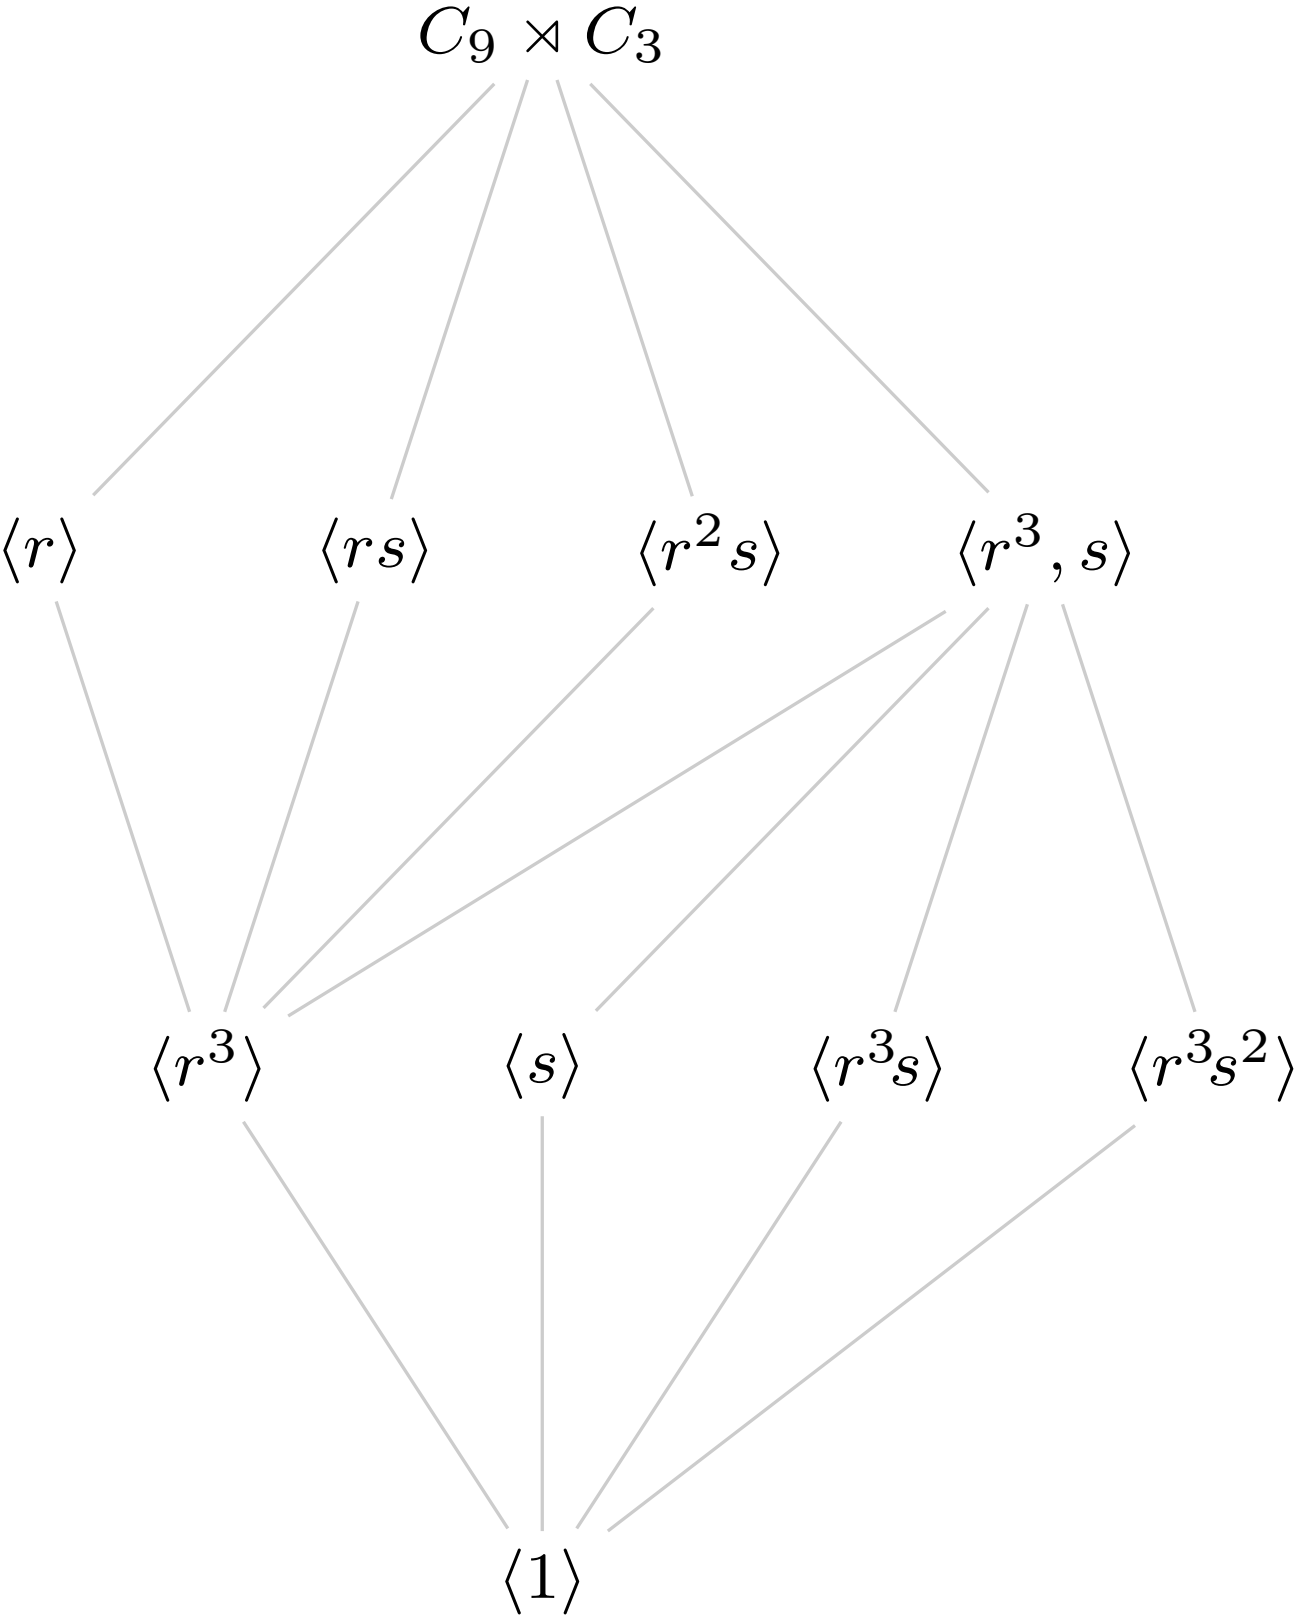 C₉ ⋊ C₃
⟨r⟩ ⟨rs⟩ ⟨r²s⟩ ⟨r³, s⟩
⟨r³⟩ ⟨s⟩ ⟨r³s⟩ ⟨r³s²⟩
⟨1⟩